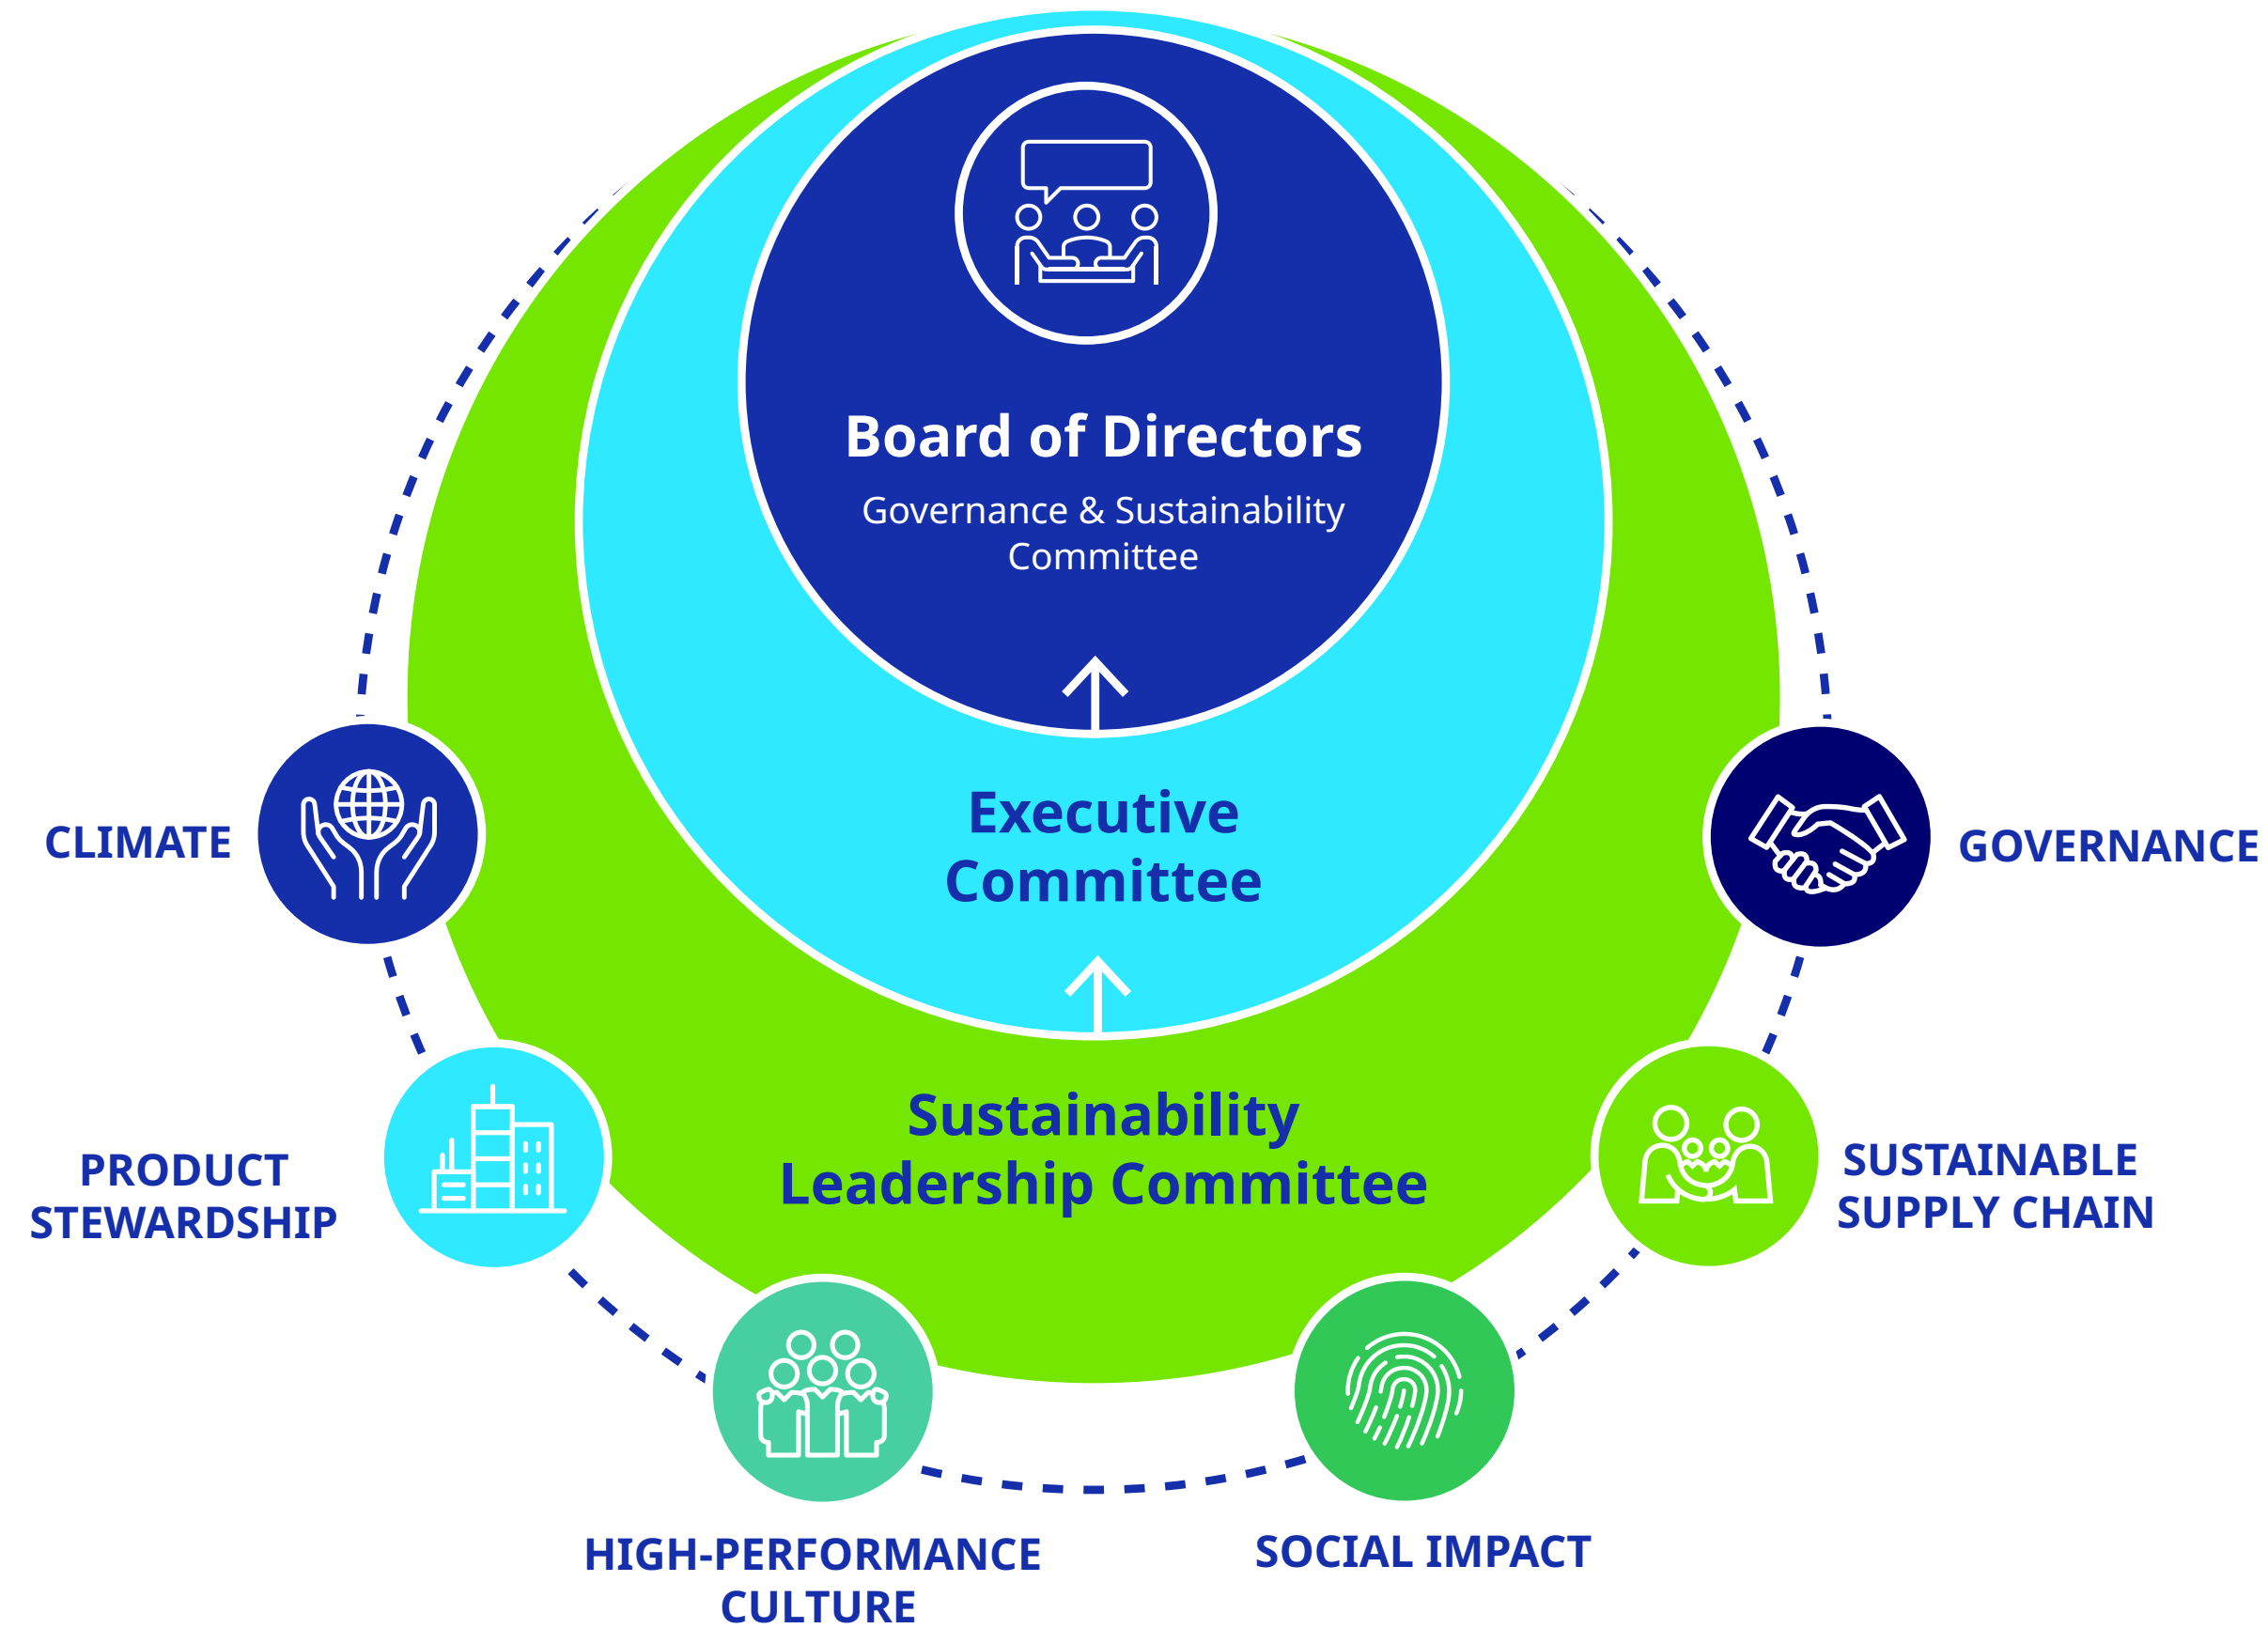 Board of Directors
Governance & Sustainability
Committee
Executive
Committee
Sustainability
Leadership Committee
CLIMATE
PRODUCT
STEWARDSHIP
HIGH-PERFORMANCE
CULTURE
SOCIAL IMPACT
SUSTAINABLE
SUPPLY CHAIN
GOVERNANCE